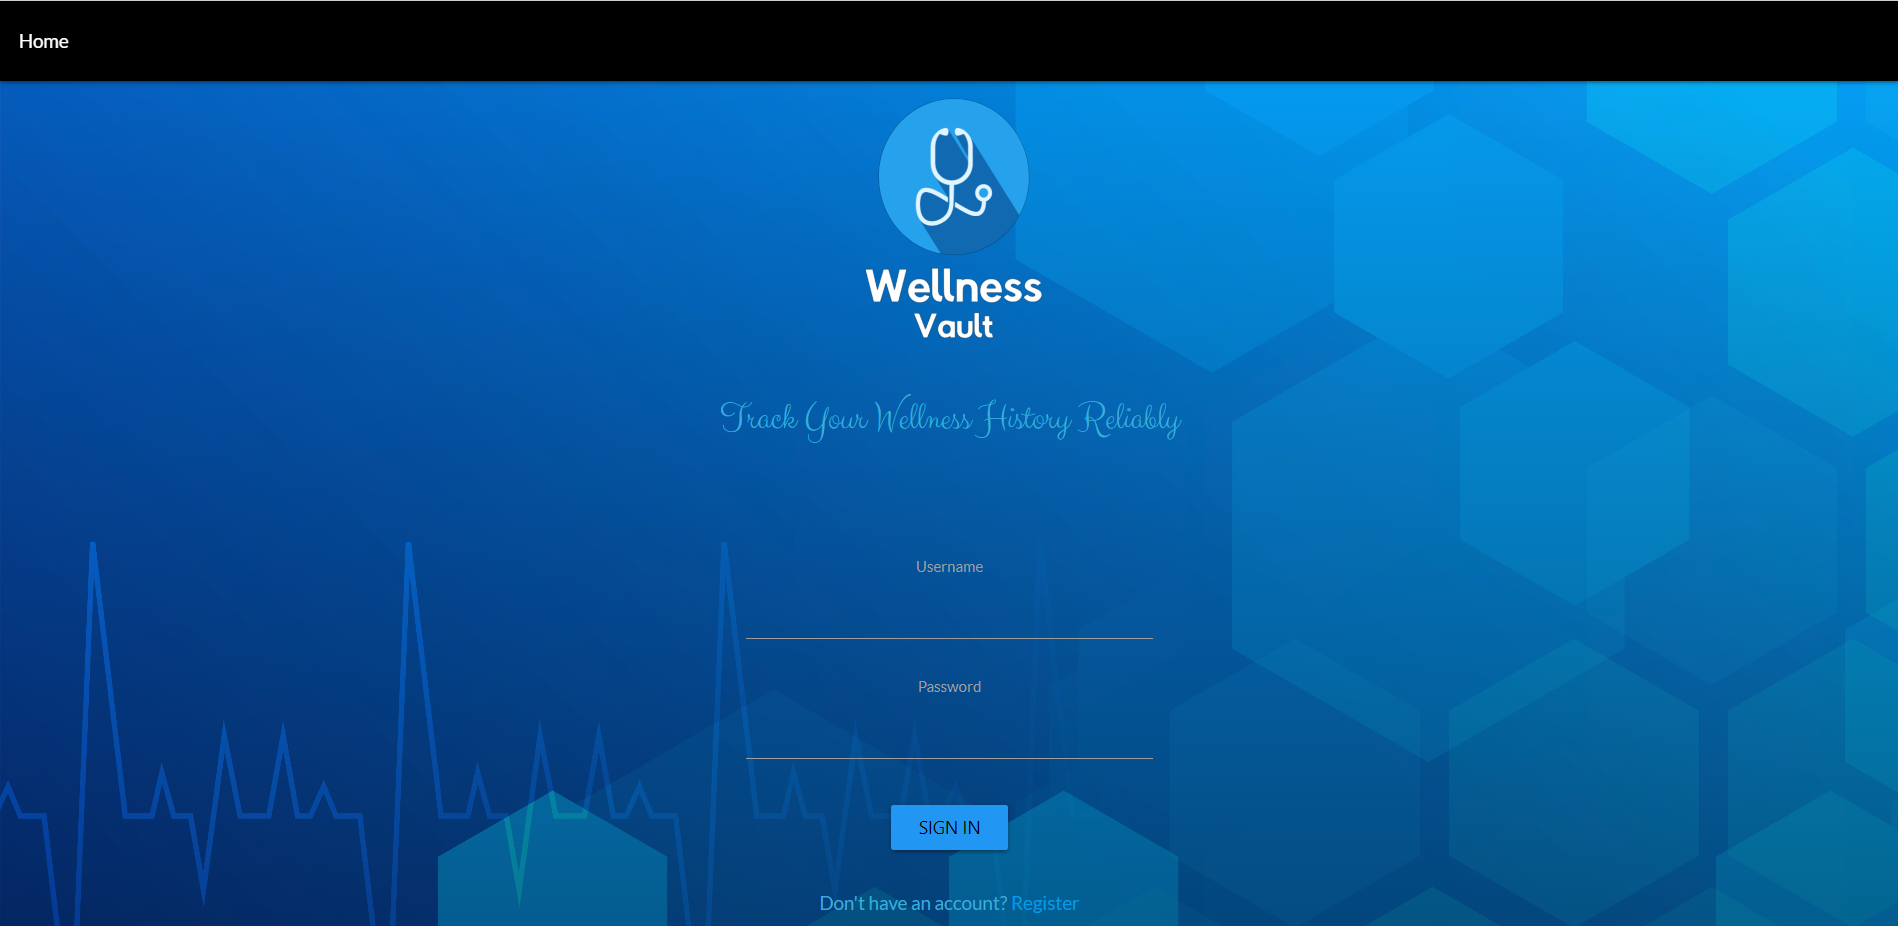 Home
Wellness
Vault
Track Your Wellness History Reliably
Username
Password
SIGN IN
Don't have an account? Register